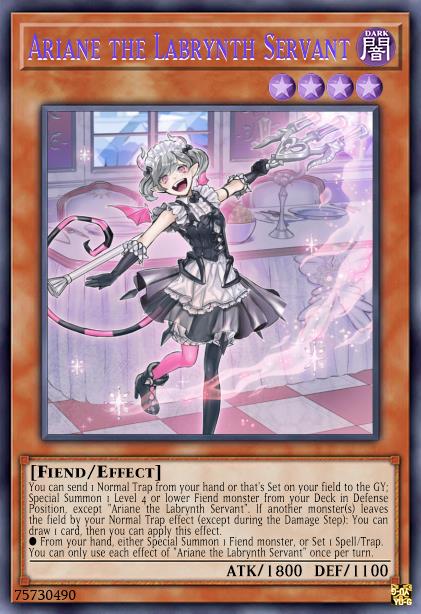 ARIANE THE LABRYNTH SERVANT
DARK
闇
[FIEND/EFFECT]
You can send 1 Normal Trap from your hand or that's Set on your field to the GY;
Special Summon 1 Level 4 or lower Fiend monster from your Deck in Defense
Position, except "Ariane the Labrynth Servant". If another monster(s) leaves
the field by your Normal Trap effect (except during the Damage Step): You can
draw 1 card, then you can apply this effect.
● From your hand, either Special Summon 1 Fiend monster, or Set 1 Spell/Trap.
You can only use each effect of "Ariane the Labrynth Servant" once per turn.
ATK/1800 DEF/1100
75730490